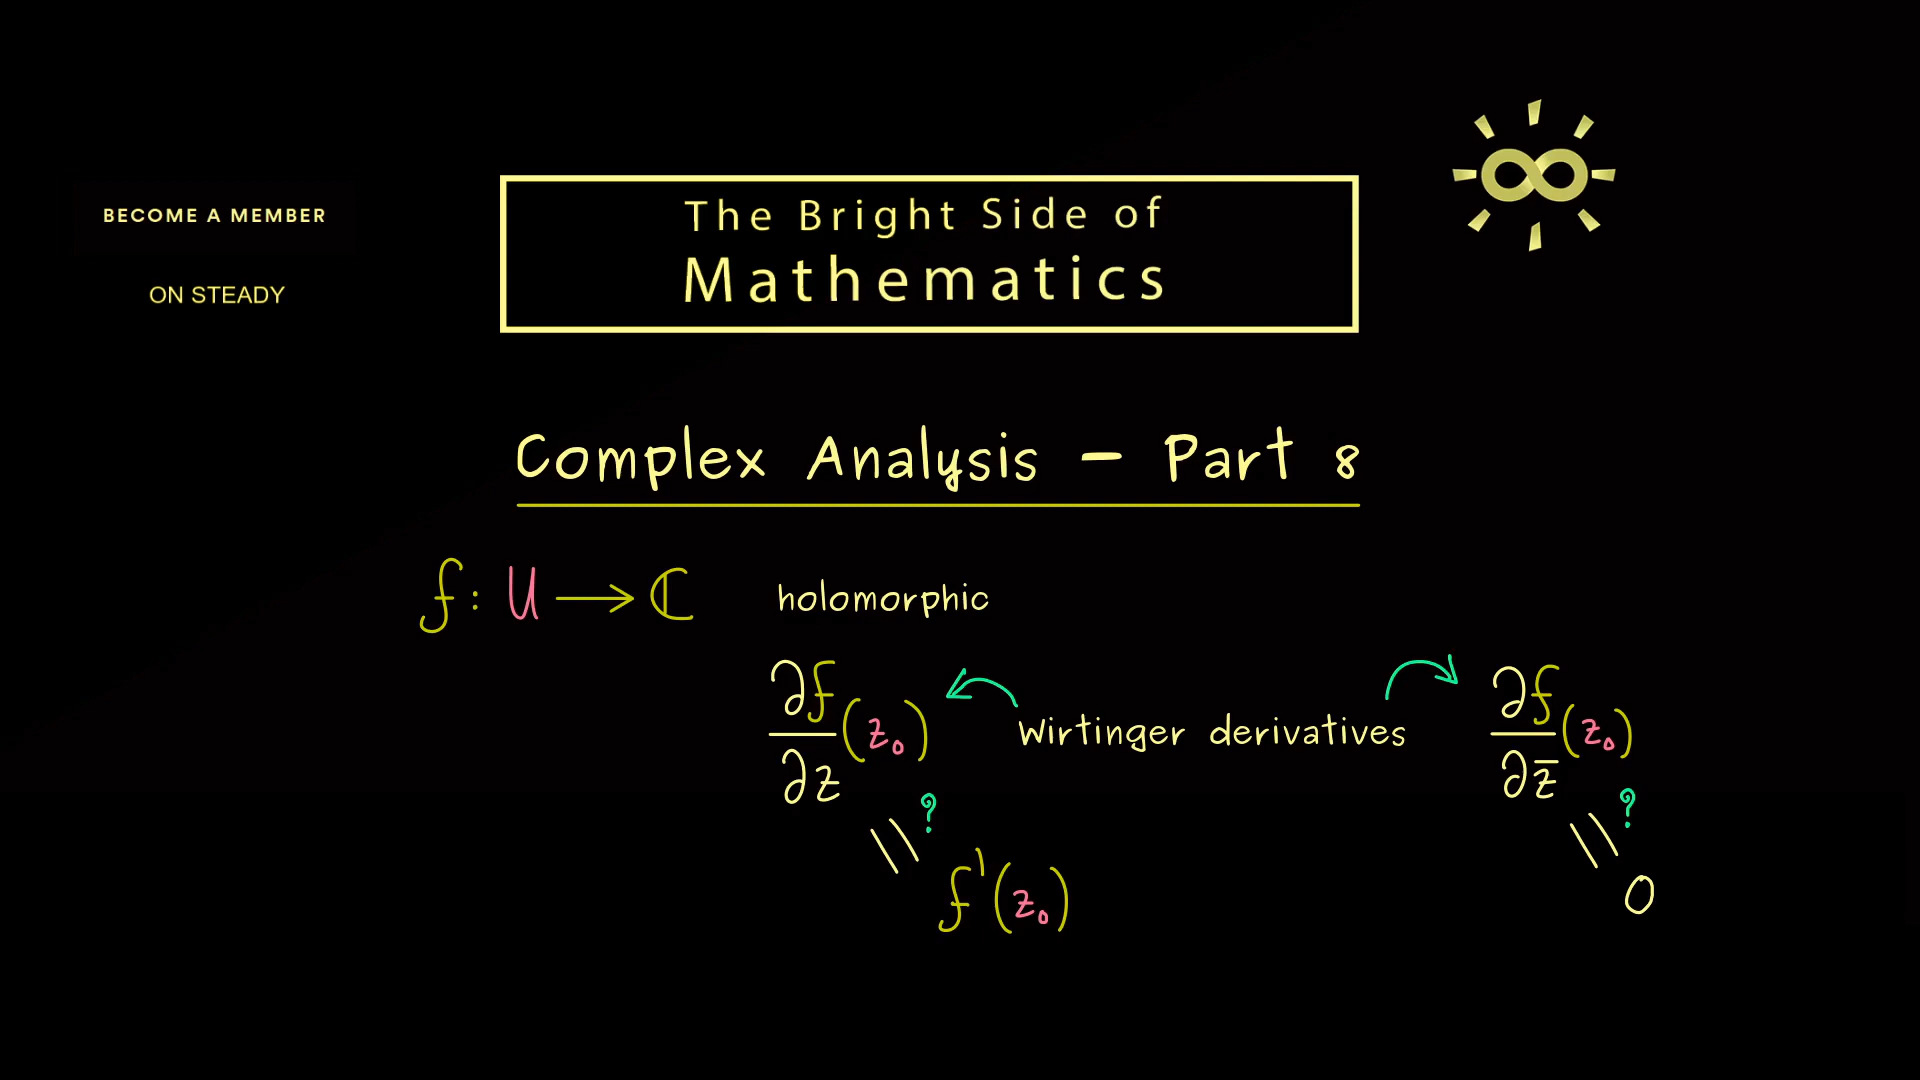 BECOME A MEMBER
ON STEADY
The Bright Side of
Mathematics
Complex Analysis – Part 8
f: U ⟶ ℂ holomorphic
∂f/∂z (z₀) Wirtinger derivatives ∂f/∂z̄ (z₀)
= ? = ?
f'(z₀) 0